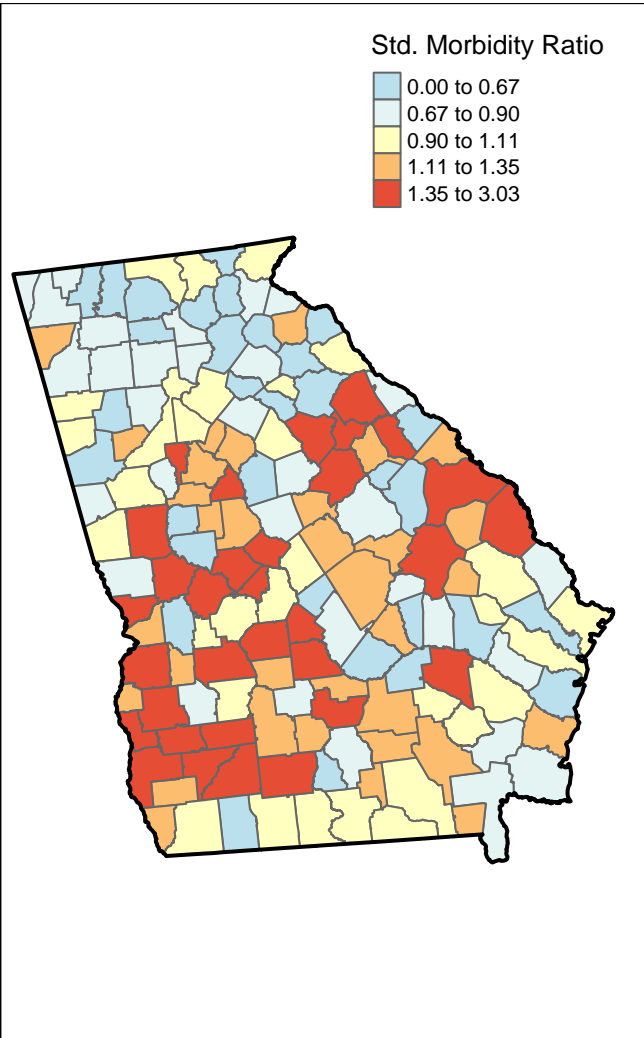 Std. Morbidity Ratio
0.00 to 0.67
0.67 to 0.90
0.90 to 1.11
1.11 to 1.35
1.35 to 3.03